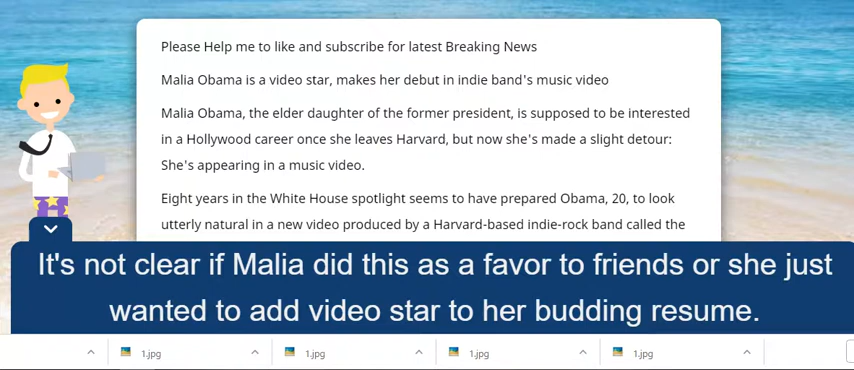 Please Help me to like and subscribe for latest Breaking News
Malia Obama is a video star, makes her debut in indie band's music video
Malia Obama, the elder daughter of the former president, is supposed to be interested
in a Hollywood career once she leaves Harvard, but now she's made a slight detour:
She's appearing in a music video.
Eight years in the White House spotlight seems to have prepared Obama, 20, to look
utterly natural in a new video produced by a Harvard-based indie-rock band called the
It's not clear if Malia did this as a favor to friends or she just
wanted to add video star to her budding resume.
1.jpg
1.jpg
1.jpg
1.jpg